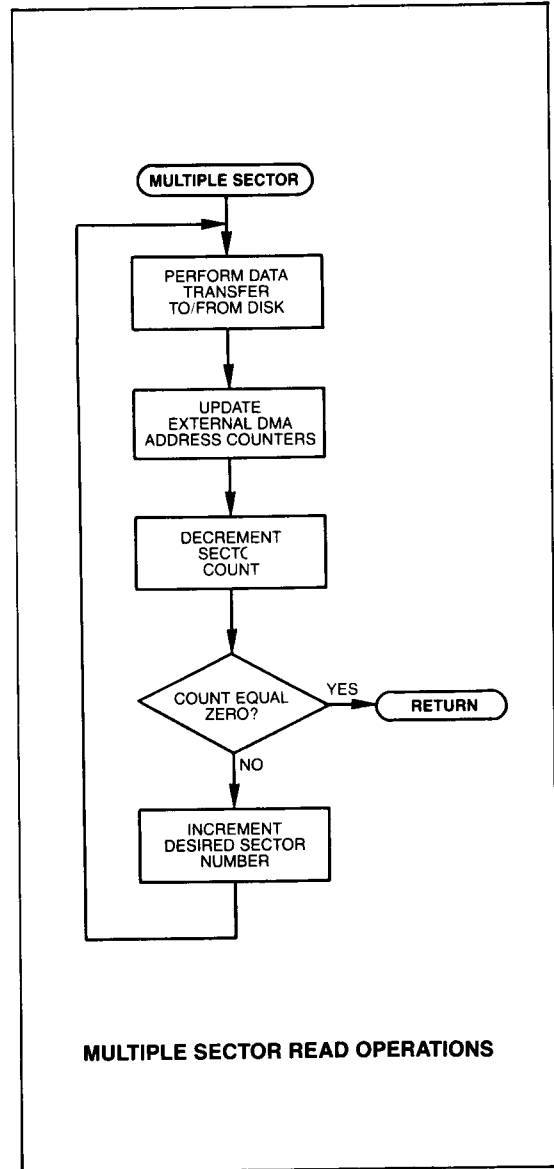 MULTIPLE SECTOR
PERFORM DATA
TRANSFER
TO/FROM DISK
UPDATE
EXTERNAL DMA
ADDRESS COUNTERS
DECREMENT
SECTC
COUNT
COUNT EQUAL
ZERO?
YES
RETURN
NO
INCREMENT
DESIRED SECTOR
NUMBER
MULTIPLE SECTOR READ OPERATIONS